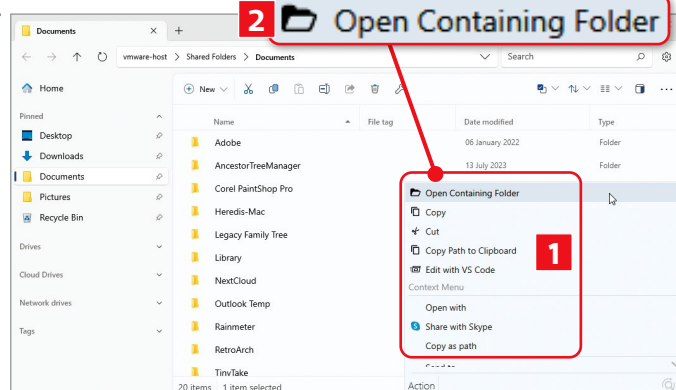 2 Open Containing Folder
Documents
vmware-host > Shared Folders > Documents
Search
Home
New
Pinned
Name
File tag
Date modified
Type
Desktop
Adobe
06 January 2022
Folder
Downloads
AncestorTreeManager
13 July 2023
Folder
Documents
Corel PaintShop Pro
Open Containing Folder
Pictures
Heredis-Mac
Copy
Recycle Bin
Legacy Family Tree
Cut
Drives
Library
Copy Path to Clipboard
1
Cloud Drives
NextCloud
Edit with VS Code
Context Menu
Network drives
Outlook Temp
Open with
Tags
Rainmeter
Share with Skype
RetroArch
Copy as path
TinyTake
Send to
20 items
1 item selected
Action